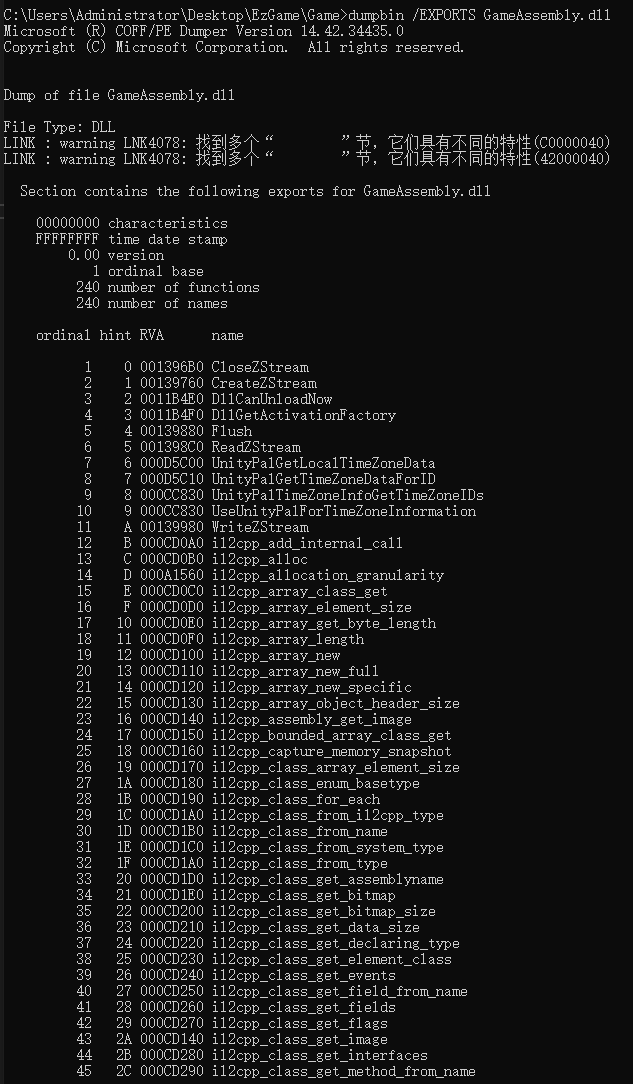 C:\Users\Administrator\Desktop\EzGame\Game>dumpbin /EXPORTS GameAssembly.dll
Microsoft (R) COFF/PE Dumper Version 14.42.34435.0
Copyright (C) Microsoft Corporation.  All rights reserved.
Dump of file GameAssembly.dll
File Type: DLL
LINK : warning LNK4078: 找到多个“        ”节，它们具有不同的特性(C0000040)
LINK : warning LNK4078: 找到多个“        ”节，它们具有不同的特性(42000040)
Section contains the following exports for GameAssembly.dll
00000000 characteristics
FFFFFFFF time date stamp
0.00 version
1 ordinal base
240 number of functions
240 number of names
ordinal hint RVA      name
1    0 001396B0 CloseZStream
2    1 00139760 CreateZStream
3    2 0011B4E0 DllCanUnloadNow
4    3 0011B4F0 DllGetActivationFactory
5    4 00139880 Flush
6    5 001398C0 ReadZStream
7    6 000D5C00 UnityPalGetLocalTimeZoneData
8    7 000D5C10 UnityPalGetTimeZoneDataForID
9    8 000CC830 UnityPalTimeZoneInfoGetTimeZoneIDs
10    9 000CC830 UseUnityPalForTimeZoneInformation
11    A 00139980 WriteZStream
12    B 000CD0A0 il2cpp_add_internal_call
13    C 000CD0B0 il2cpp_alloc
14    D 000A1560 il2cpp_allocation_granularity
15    E 000CD0C0 il2cpp_array_class_get
16    F 000CD0D0 il2cpp_array_element_size
17   10 000CD0E0 il2cpp_array_get_byte_length
18   11 000CD0F0 il2cpp_array_length
19   12 000CD100 il2cpp_array_new
20   13 000CD110 il2cpp_array_new_full
21   14 000CD120 il2cpp_array_new_specific
22   15 000CD130 il2cpp_array_object_header_size
23   16 000CD140 il2cpp_assembly_get_image
24   17 000CD150 il2cpp_bounded_array_class_get
25   18 000CD160 il2cpp_capture_memory_snapshot
26   19 000CD170 il2cpp_class_array_element_size
27   1A 000CD180 il2cpp_class_enum_basetype
28   1B 000CD190 il2cpp_class_for_each
29   1C 000CD1A0 il2cpp_class_from_il2cpp_type
30   1D 000CD1B0 il2cpp_class_from_name
31   1E 000CD1C0 il2cpp_class_from_system_type
32   1F 000CD1A0 il2cpp_class_from_type
33   20 000CD1D0 il2cpp_class_get_assemblyname
34   21 000CD1E0 il2cpp_class_get_bitmap
35   22 000CD200 il2cpp_class_get_bitmap_size
36   23 000CD210 il2cpp_class_get_data_size
37   24 000CD220 il2cpp_class_get_declaring_type
38   25 000CD230 il2cpp_class_get_element_class
39   26 000CD240 il2cpp_class_get_events
40   27 000CD250 il2cpp_class_get_field_from_name
41   28 000CD260 il2cpp_class_get_fields
42   29 000CD270 il2cpp_class_get_flags
43   2A 000CD140 il2cpp_class_get_image
44   2B 000CD280 il2cpp_class_get_interfaces
45   2C 000CD290 il2cpp_class_get_method_from_name